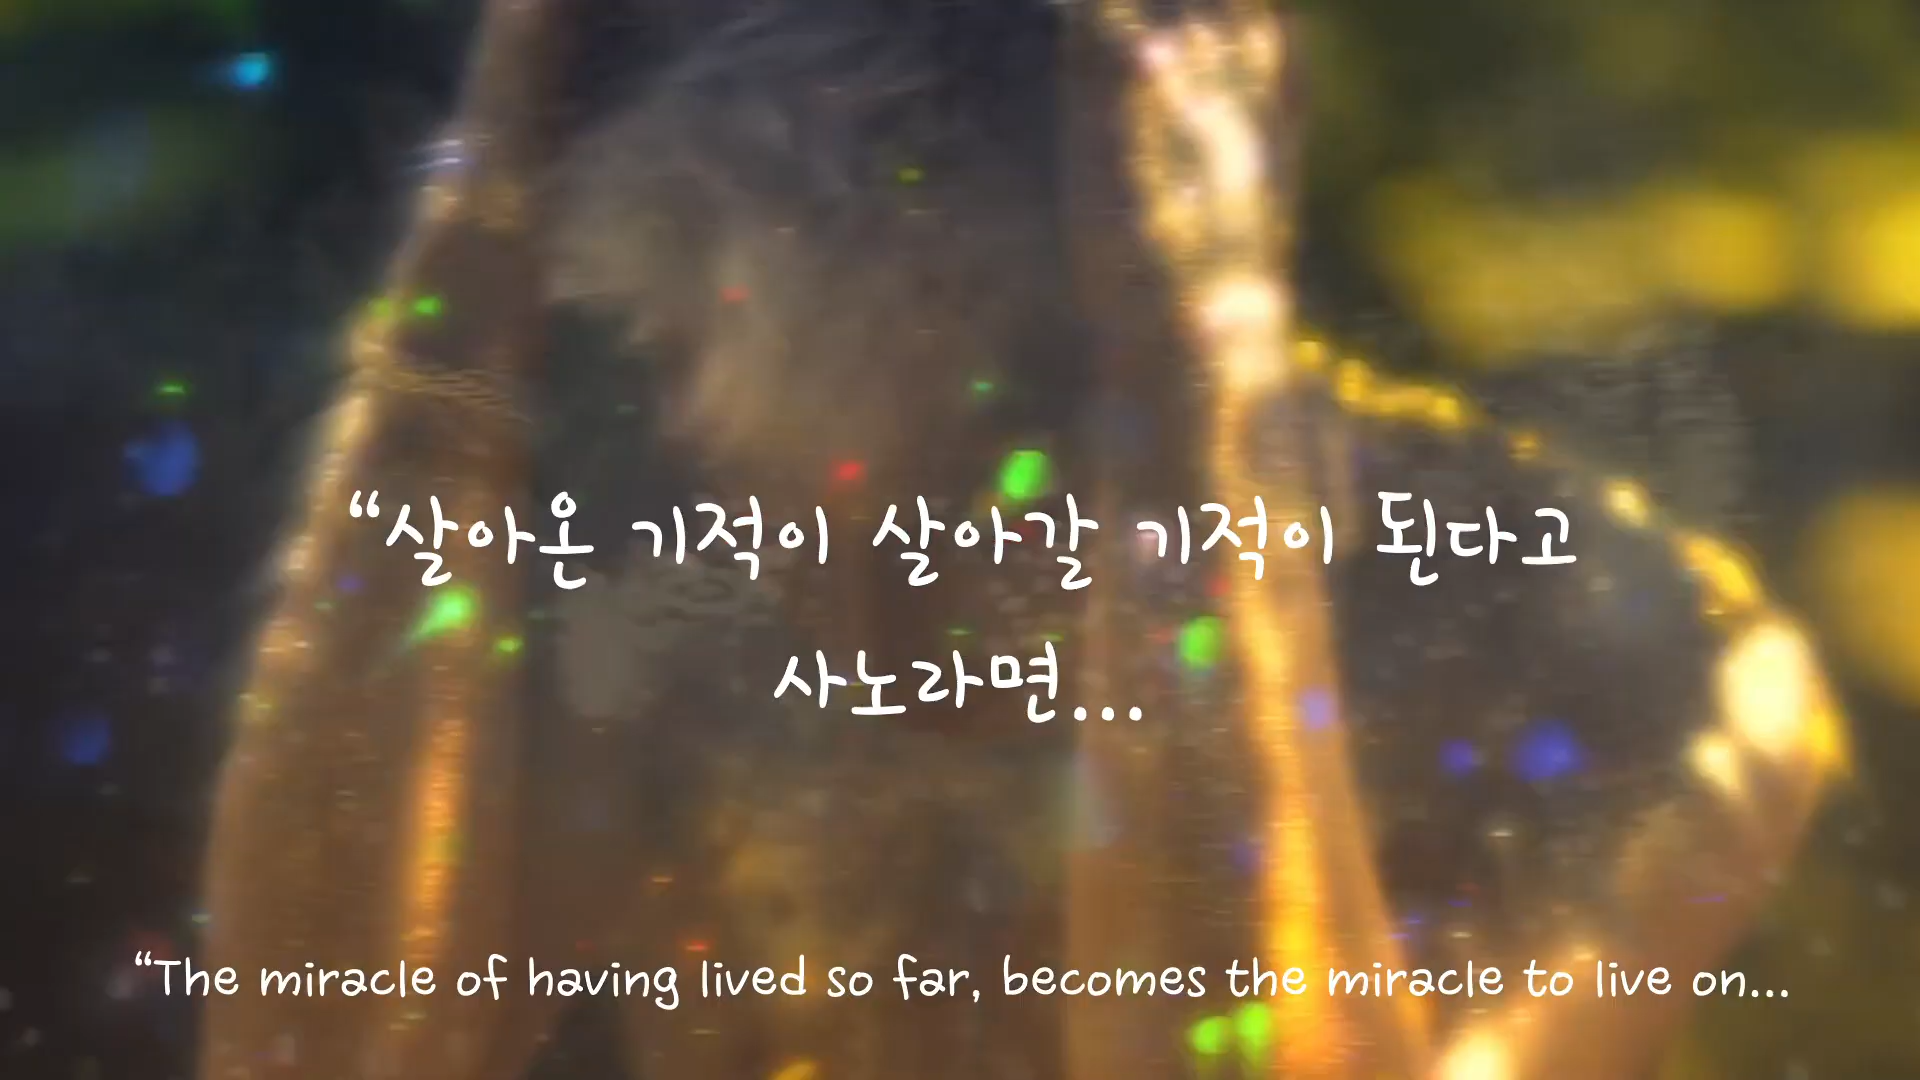 “살아온 기적이 살아갈 기적이 된다고
사노라면...
“The miracle of having lived so far, becomes the miracle to live on...